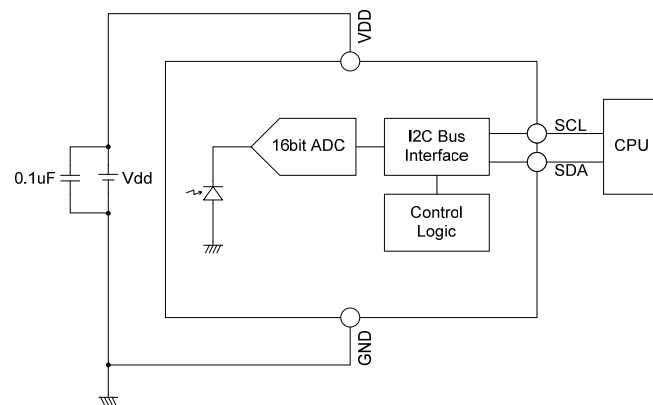 VDD
16bit ADC
I2C Bus
Interface
SCL
SDA
CPU
0.1uF
Vdd
Control
Logic
GND